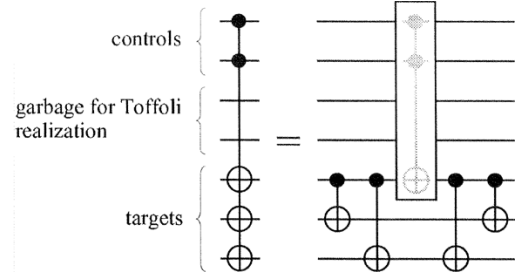 controls
garbage for Toffoli
realization
=
targets